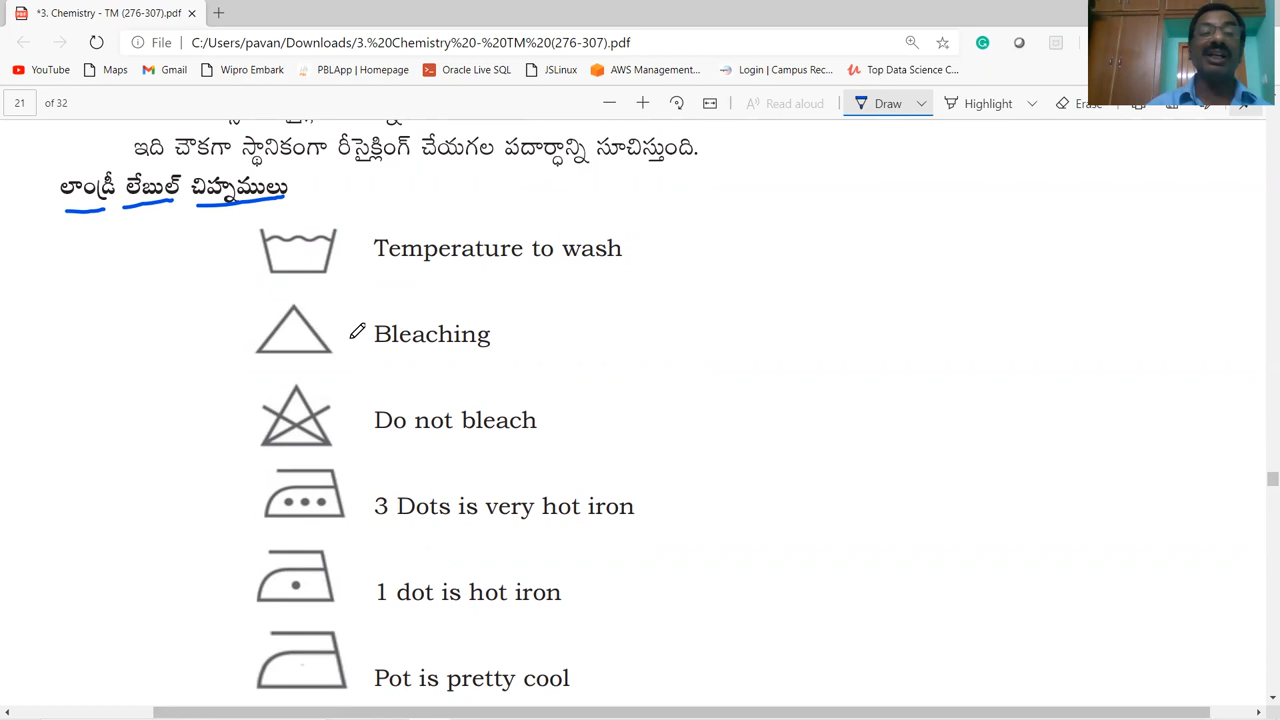 *3. Chemistry - TM (276-307).pdf
File C:/Users/pavan/Downloads/3.%20Chemistry%20-%20TM%20(276-307).pdf
YouTube Maps Gmail Wipro Embark PBLApp | Homepage Oracle Live SQL JSLinux AWS Management... Login | Campus Rec... Top Data Science C...
21 of 32 Read aloud Draw Highlight Erase
ఇది చౌకగా స్థానికంగా రీసైక్లింగ్ చేయగల పదార్థాన్ని సూచిస్తుంది.
లాండ్రీ లేబుల్ చిహ్నములు
Temperature to wash
Bleaching
Do not bleach
3 Dots is very hot iron
1 dot is hot iron
Pot is pretty cool